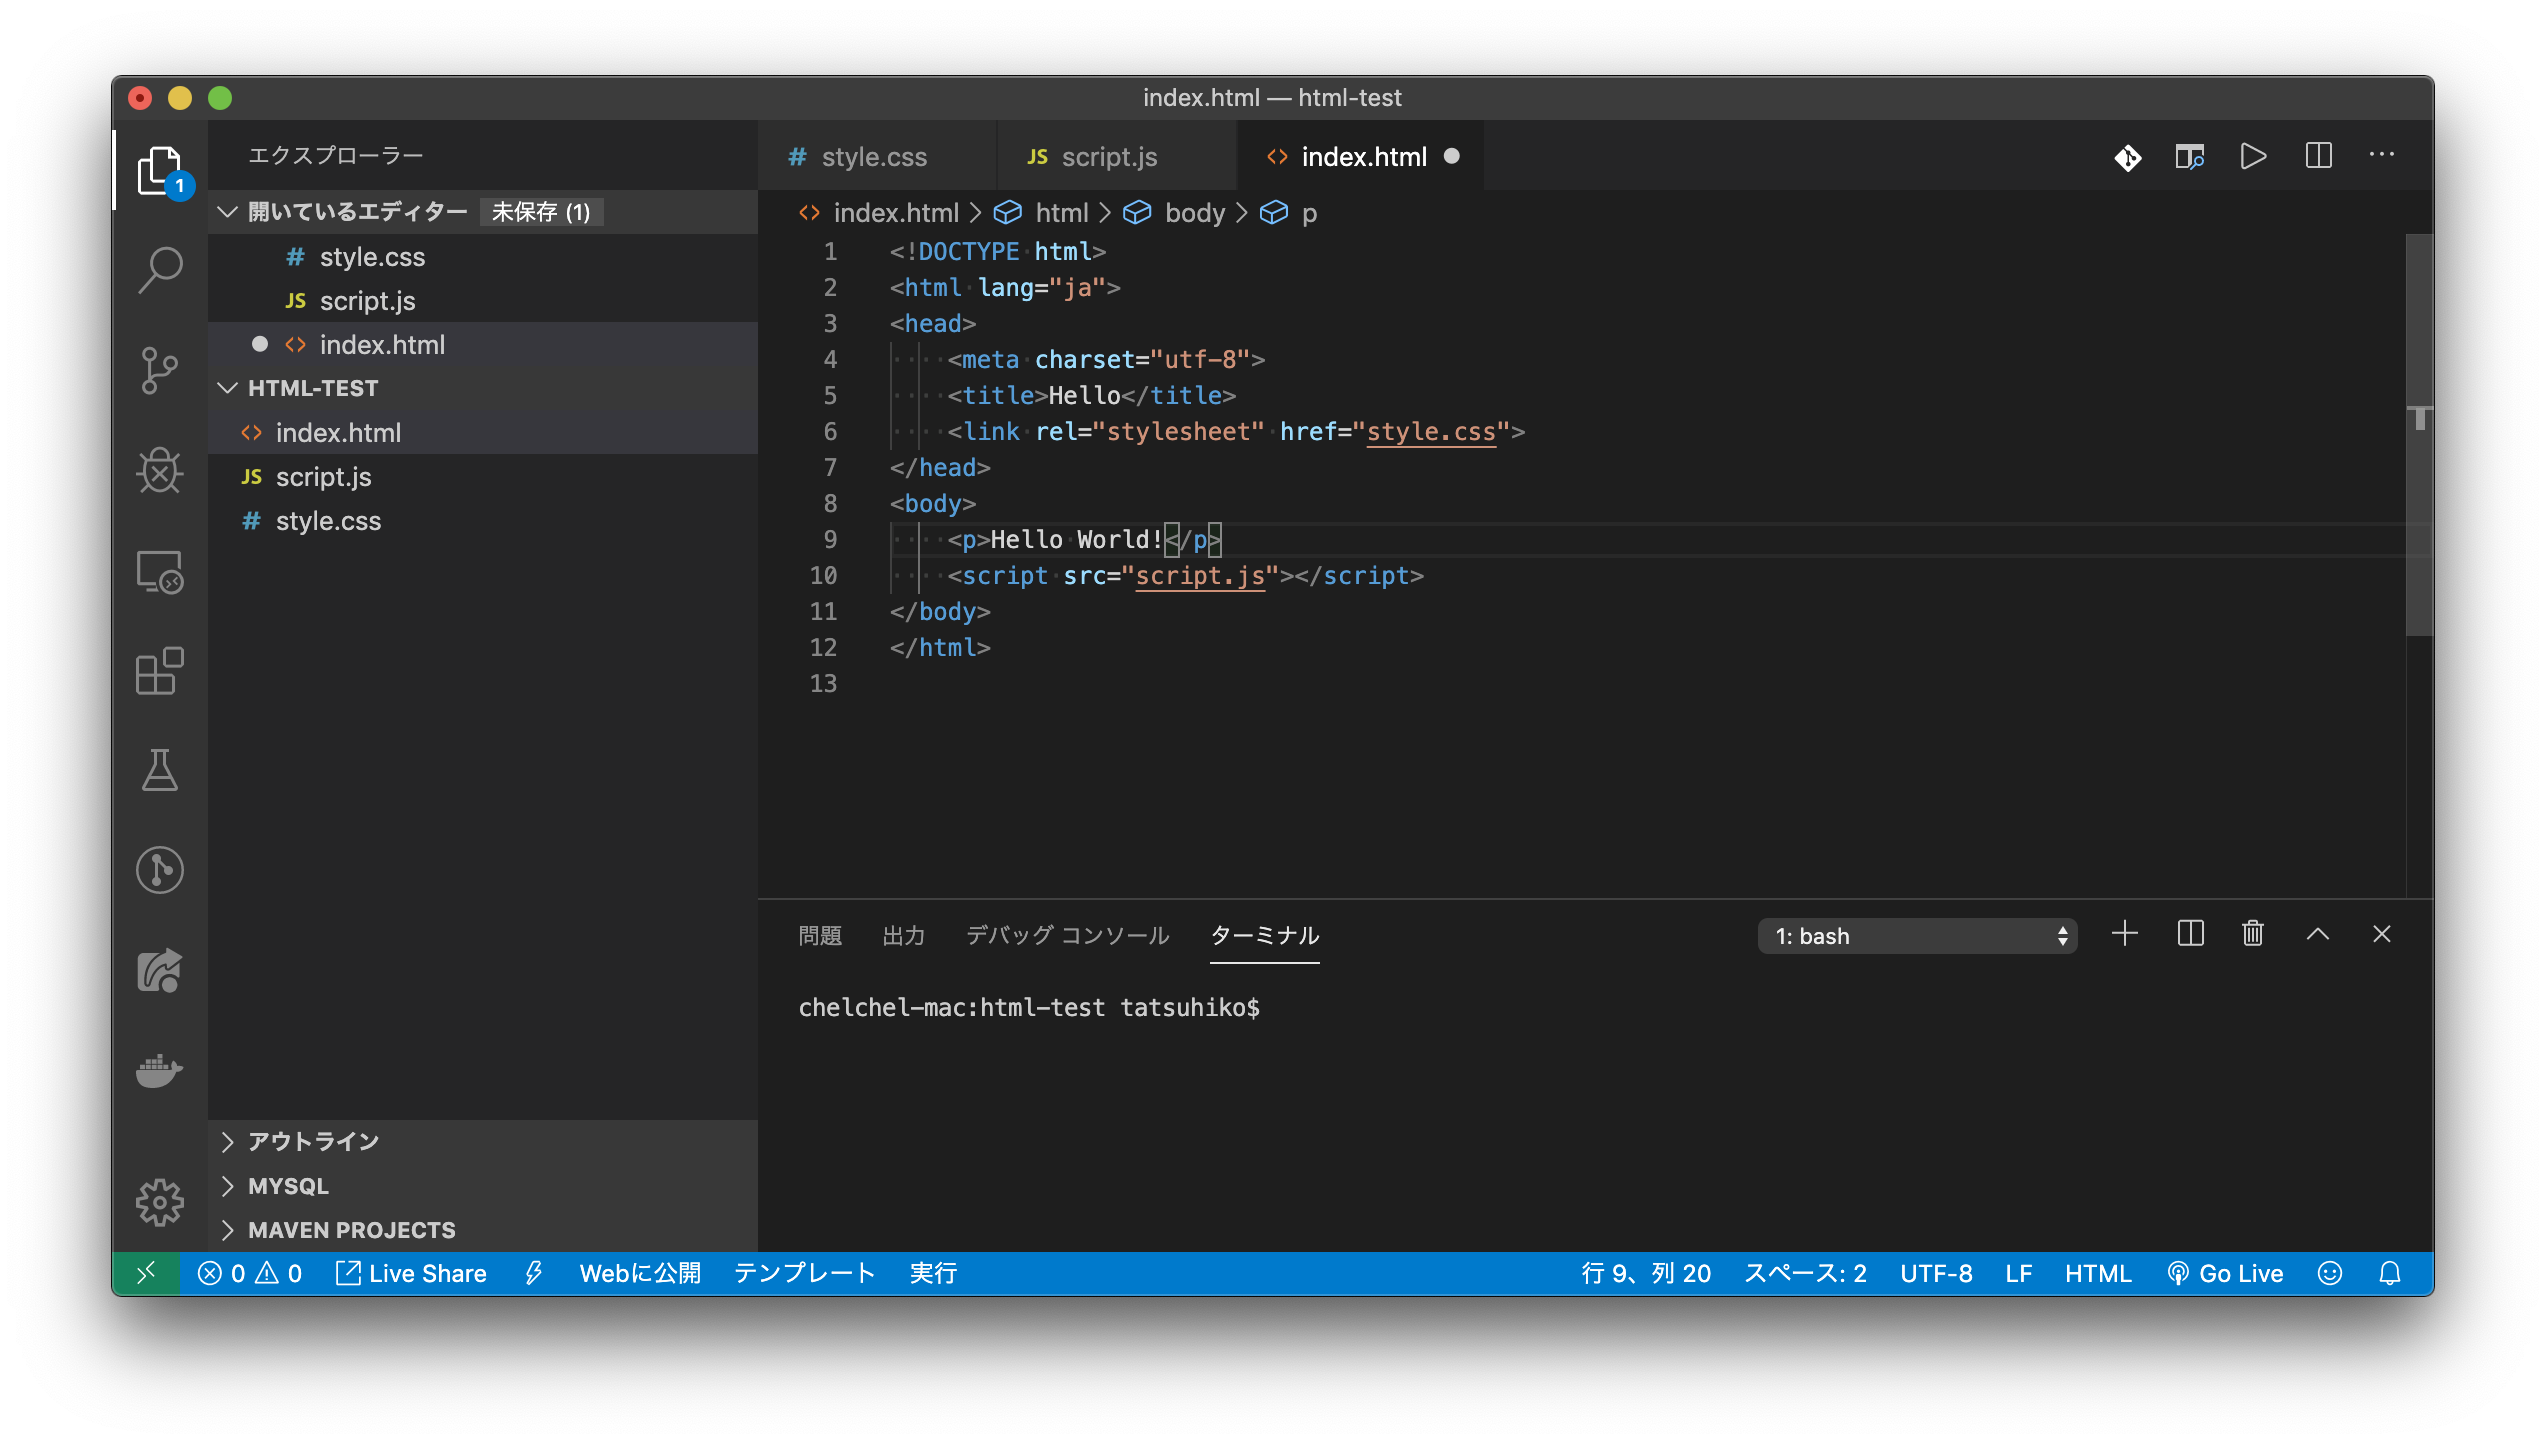 index.html — html-test
エクスプローラー
1
開いているエディター 未保存 (1)
# style.css
JS script.js
<> index.html
HTML-TEST
<> index.html
JS script.js
# style.css
アウトライン
MYSQL
MAVEN PROJECTS
# style.css JS script.js <> index.html
<> index.html > html > body > p
1 <!DOCTYPE html>
2 <html lang="ja">
3 <head>
4 <meta charset="utf-8">
5 <title>Hello</title>
6 <link rel="stylesheet" href="style.css">
7 </head>
8 <body>
9 <p>Hello World!</p>
10 <script src="script.js"></script>
11 </body>
12 </html>
13
問題 出力 デバッグ コンソール ターミナル 1: bash
chelchel-mac:html-test tatsuhiko$
0 0 Live Share Webに公開 テンプレート 実行 行 9、列 20 スペース: 2 UTF-8 LF HTML Go Live